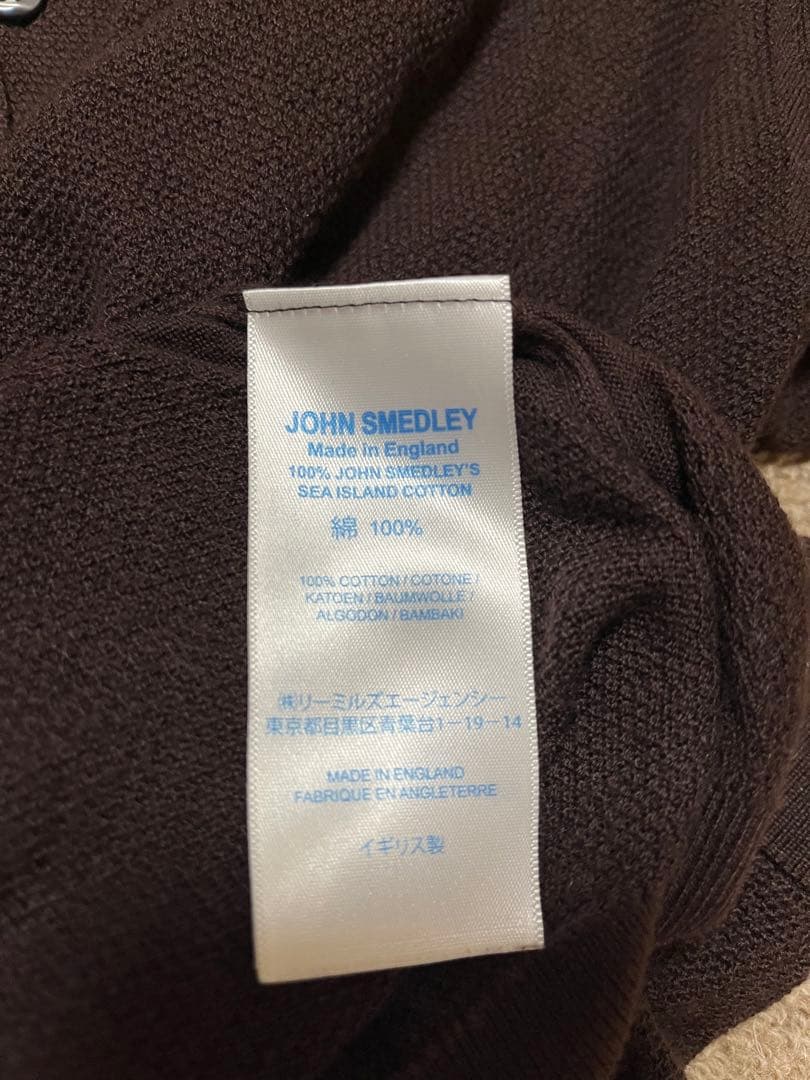 JOHN SMEDLEY
Made in England
100% JOHN SMEDLEY'S
SEA ISLAND COTTON
綿 100%
100% COTTON / COTONE /
KATOEN / BAUMWOLLE /
ALGODON / BAMBAKI
㈱リーミルズエージェンシー
東京都目黒区青葉台1-19-14
MADE IN ENGLAND
FABRIQUE EN ANGLETERRE
イギリス製